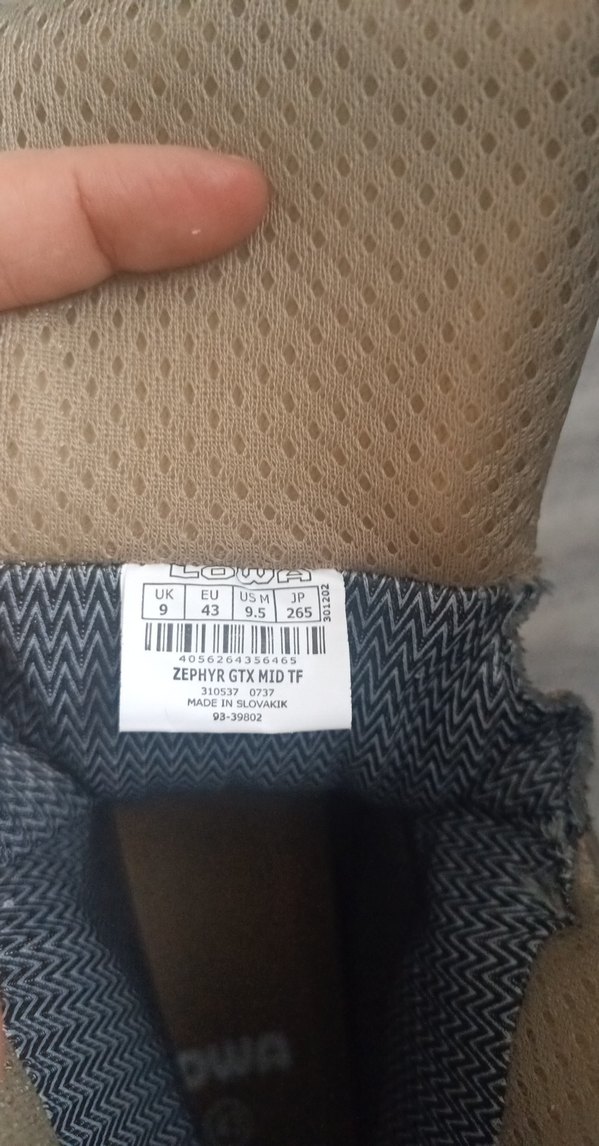 LOWA
UK EU US M JP
9 43 9.5 265
301202
4056264356465
ZEPHYR GTX MID TF
310537 0737
MADE IN SLOVAKIK
93-39802
LOWA